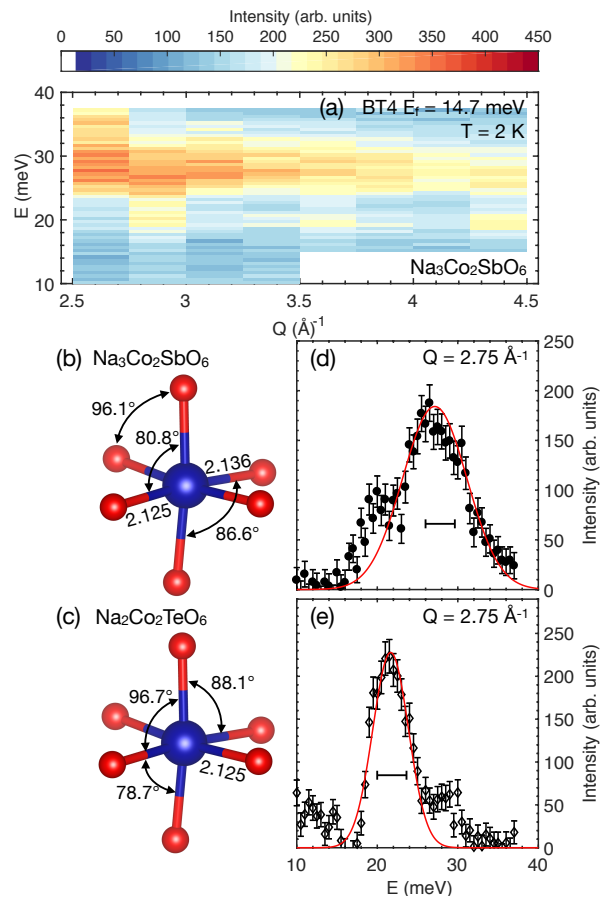 Intensity (arb. units)
0 50 100 150 200 250 300 350 400 450
(a) BT4 E_f = 14.7 meV
T = 2 K
40
30
20
10
E (meV)
Na₃Co₂SbO₆
2.5 3 3.5 4 4.5
Q (Å)⁻¹
(b) Na₃Co₂SbO₆
96.1°
80.8°
2.136
2.125
86.6°
(d) Q = 2.75 Å⁻¹
250
200
150
100
50
0
Intensity (arb. units)
(c) Na₂Co₂TeO₆
88.1°
96.7°
2.125
78.7°
(e) Q = 2.75 Å⁻¹
250
200
150
100
50
0
Intensity (arb. units)
10 20 30 40
E (meV)